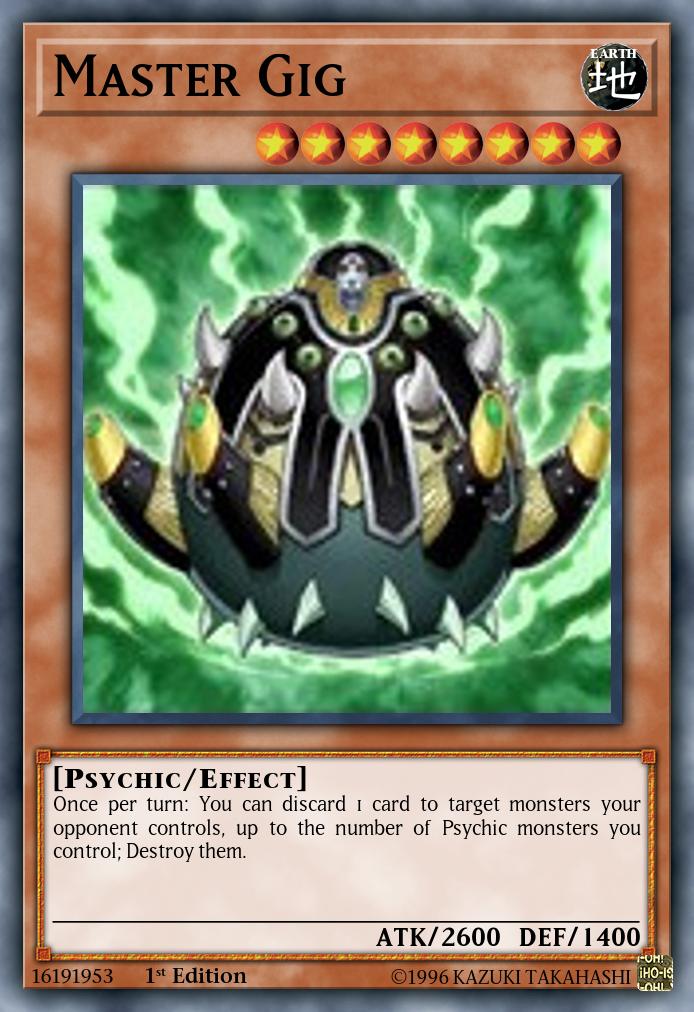 MASTER GIG
EARTH
地
[PSYCHIC/EFFECT]
Once per turn: You can discard 1 card to target monsters your
opponent controls, up to the number of Psychic monsters you
control; Destroy them.
ATK/2600 DEF/1400
16191953 1st Edition ©1996 KAZUKI TAKAHASHI